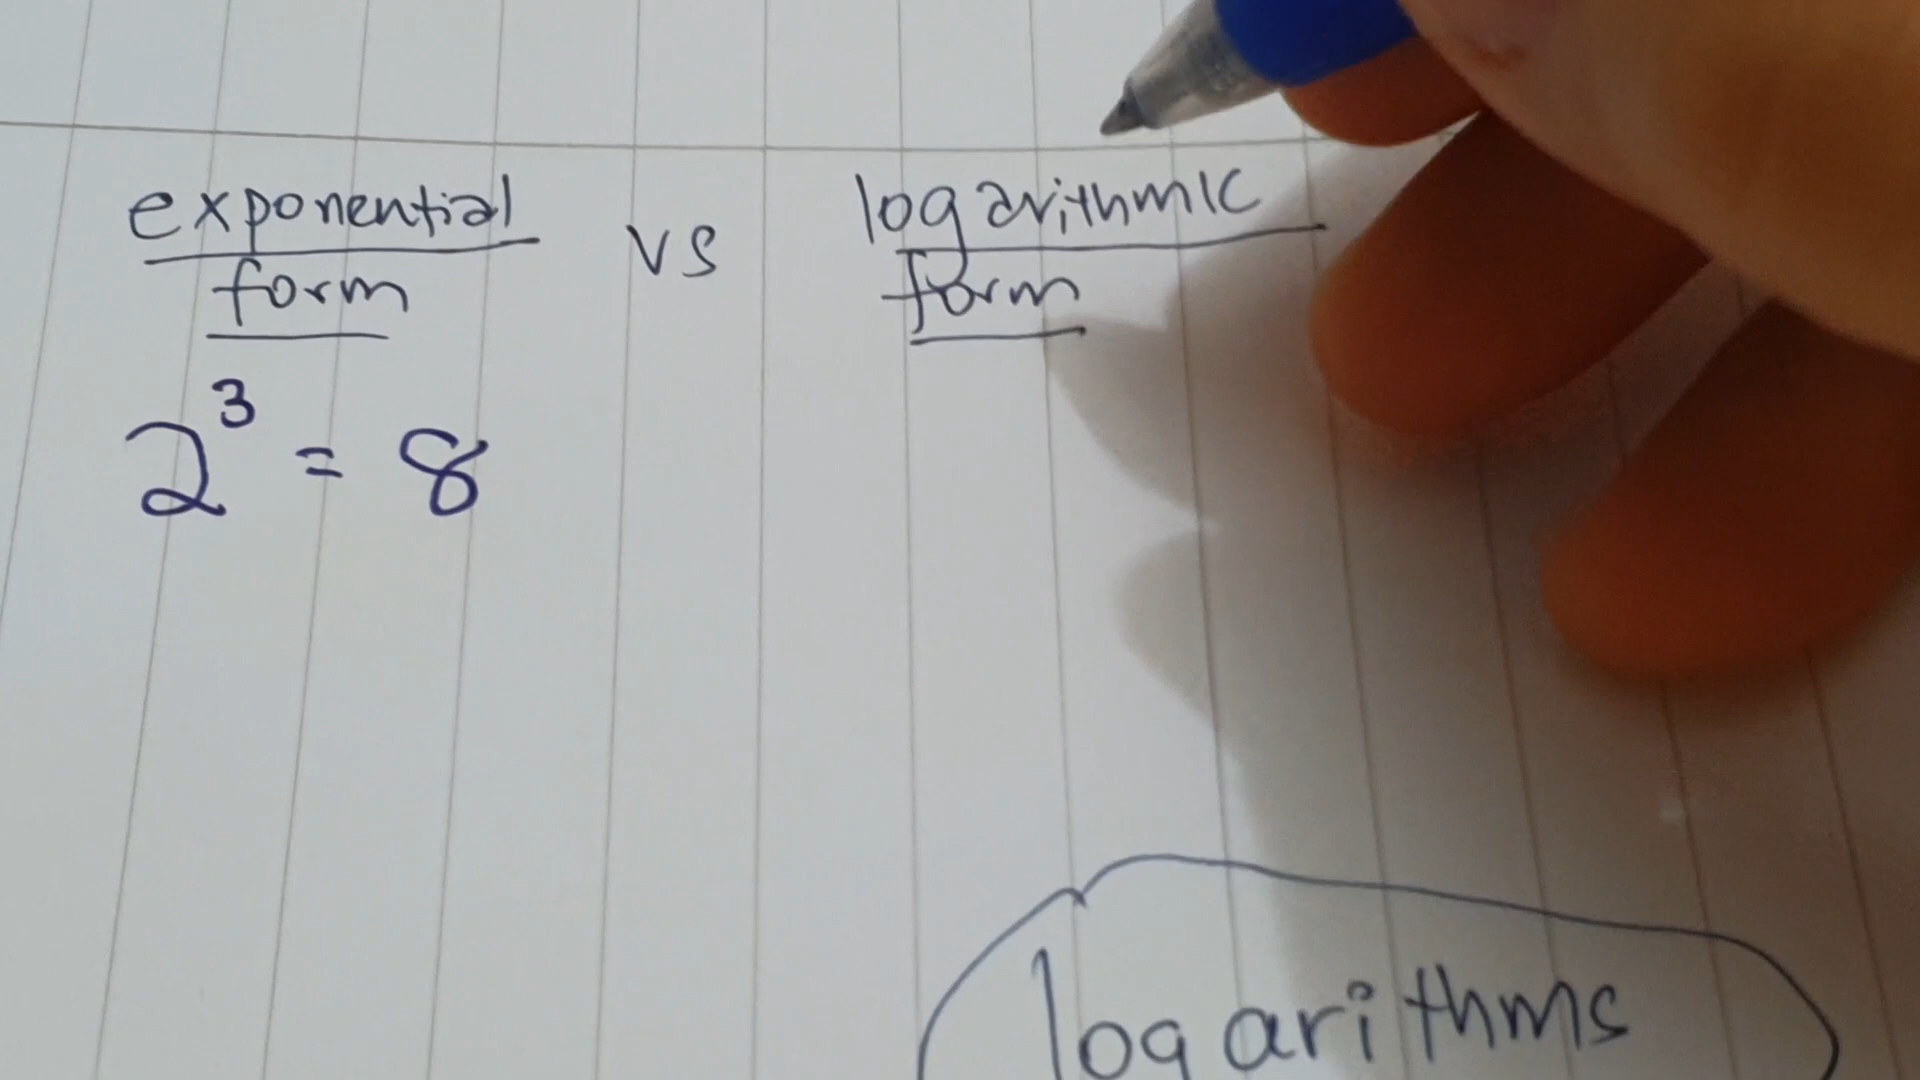 exponential form vs logarithmic form
2³ = 8
logarithms